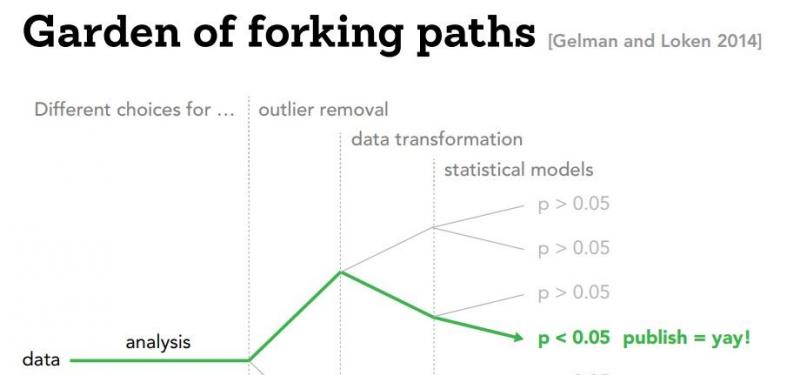 Garden of forking paths [Gelman and Loken 2014]
Different choices for … outlier removal
data transformation
statistical models
p > 0.05
p > 0.05
p > 0.05
p < 0.05 publish = yay!
analysis
data